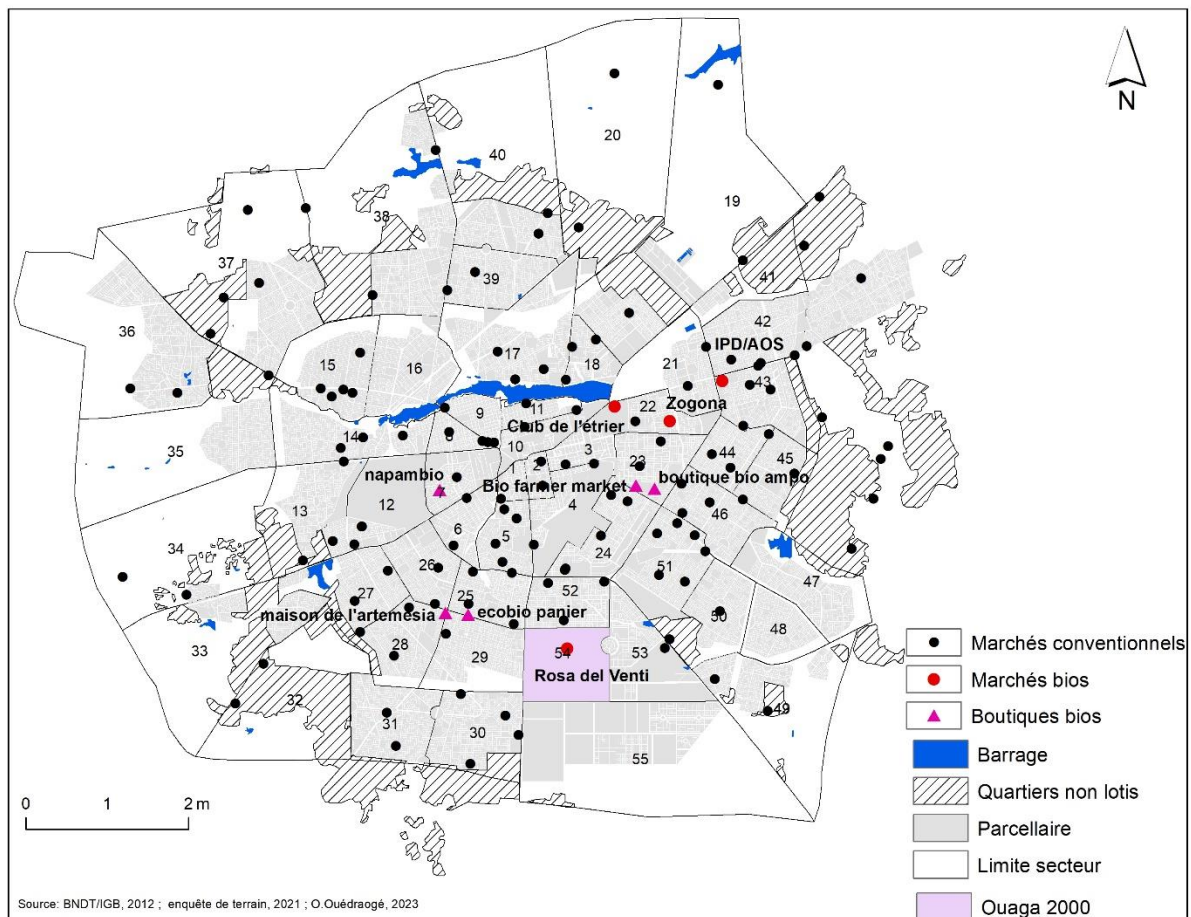 N
20
40
19
38
41
37
39
42
36
IPD/AOS
15
16
17
18
21
43
9
11
22
Zogona
Club de l'étrier
14
8
10
35
3
23
44
45
napambio
1
2
boutique bio ampo
7
Bio farmer market
12
4
13
46
6
5
34
24
26
51
47
27
25
52
maison de l'artemesia
ecobio panier
50
48
33
28
29
54
53
Rosa del Venti
32
49
31
30
55
0 2 m
Marchés conventionnels
Marchés bios
Boutiques bios
Barrage
Quartiers non lotis
Parcellaire
Limite secteur
Ouaga 2000
Source: BNDT/IGB, 2012 ; enquête de terrain, 2021 ; O.Ouédraogé, 2023